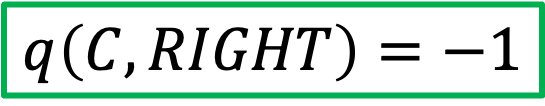 q(C, RIGHT) = −1